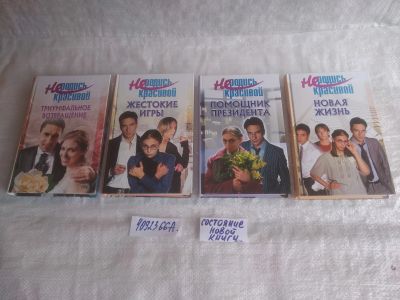 Не родись
красивой
ТРИУМФАЛЬНОЕ
ВОЗВРАЩЕНИЕ
Не родись
красивой
ЖЕСТОКИЕ
ИГРЫ
Не родись
красивой
ПОМОЩНИК
ПРЕЗИДЕНТА
Не родись
красивой
НОВАЯ
ЖИЗНЬ
состояние
новой
книги